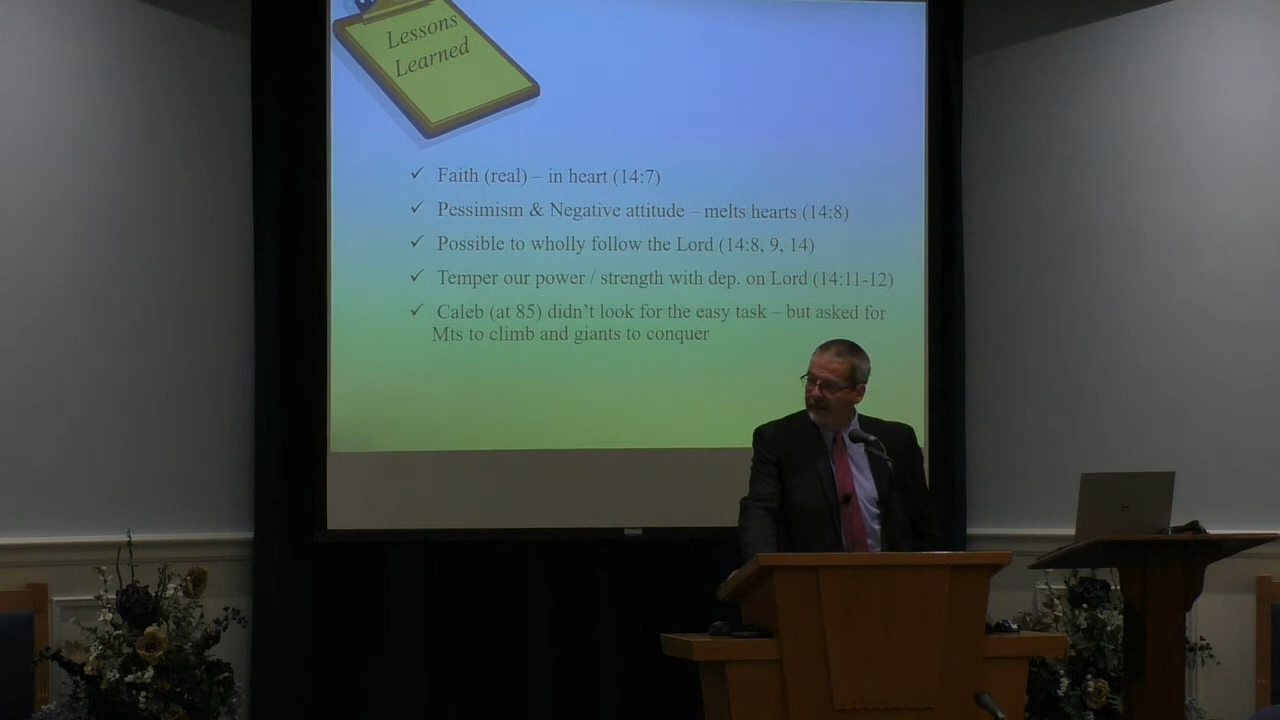 Lessons
Learned
✓ Faith (real) – in heart (14:7)
✓ Pessimism & Negative attitude – melts hearts (14:8)
✓ Possible to wholly follow the Lord (14:8, 9, 14)
✓ Temper our power / strength with dep. on Lord (14:11-12)
✓ Caleb (at 85) didn't look for the easy task – but asked for
Mts to climb and giants to conquer